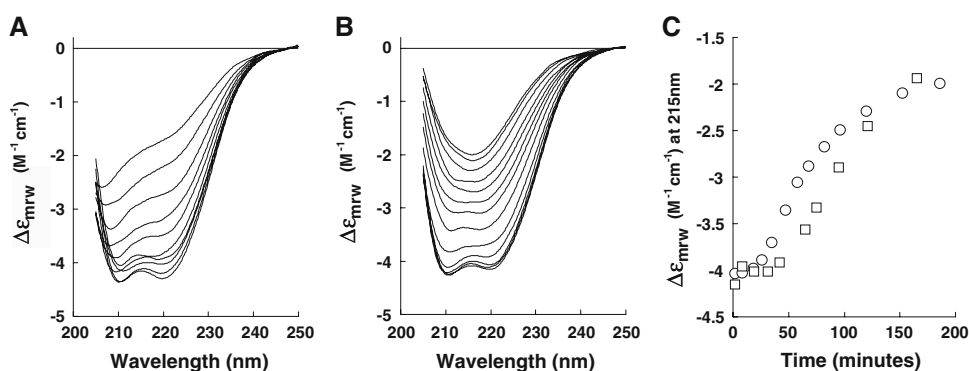 A
0
-1
-2
-3
-4
-5
200 210 220 230 240 250
Wavelength (nm)
Δε_mrw (M⁻¹ cm⁻¹)
B
0
-1
-2
-3
-4
-5
200 210 220 230 240 250
Wavelength (nm)
Δε_mrw (M⁻¹ cm⁻¹)
C
-1.5
-2
-2.5
-3
-3.5
-4
-4.5
0 50 100 150 200
Time (minutes)
Δε_mrw (M⁻¹ cm⁻¹) at 215nm